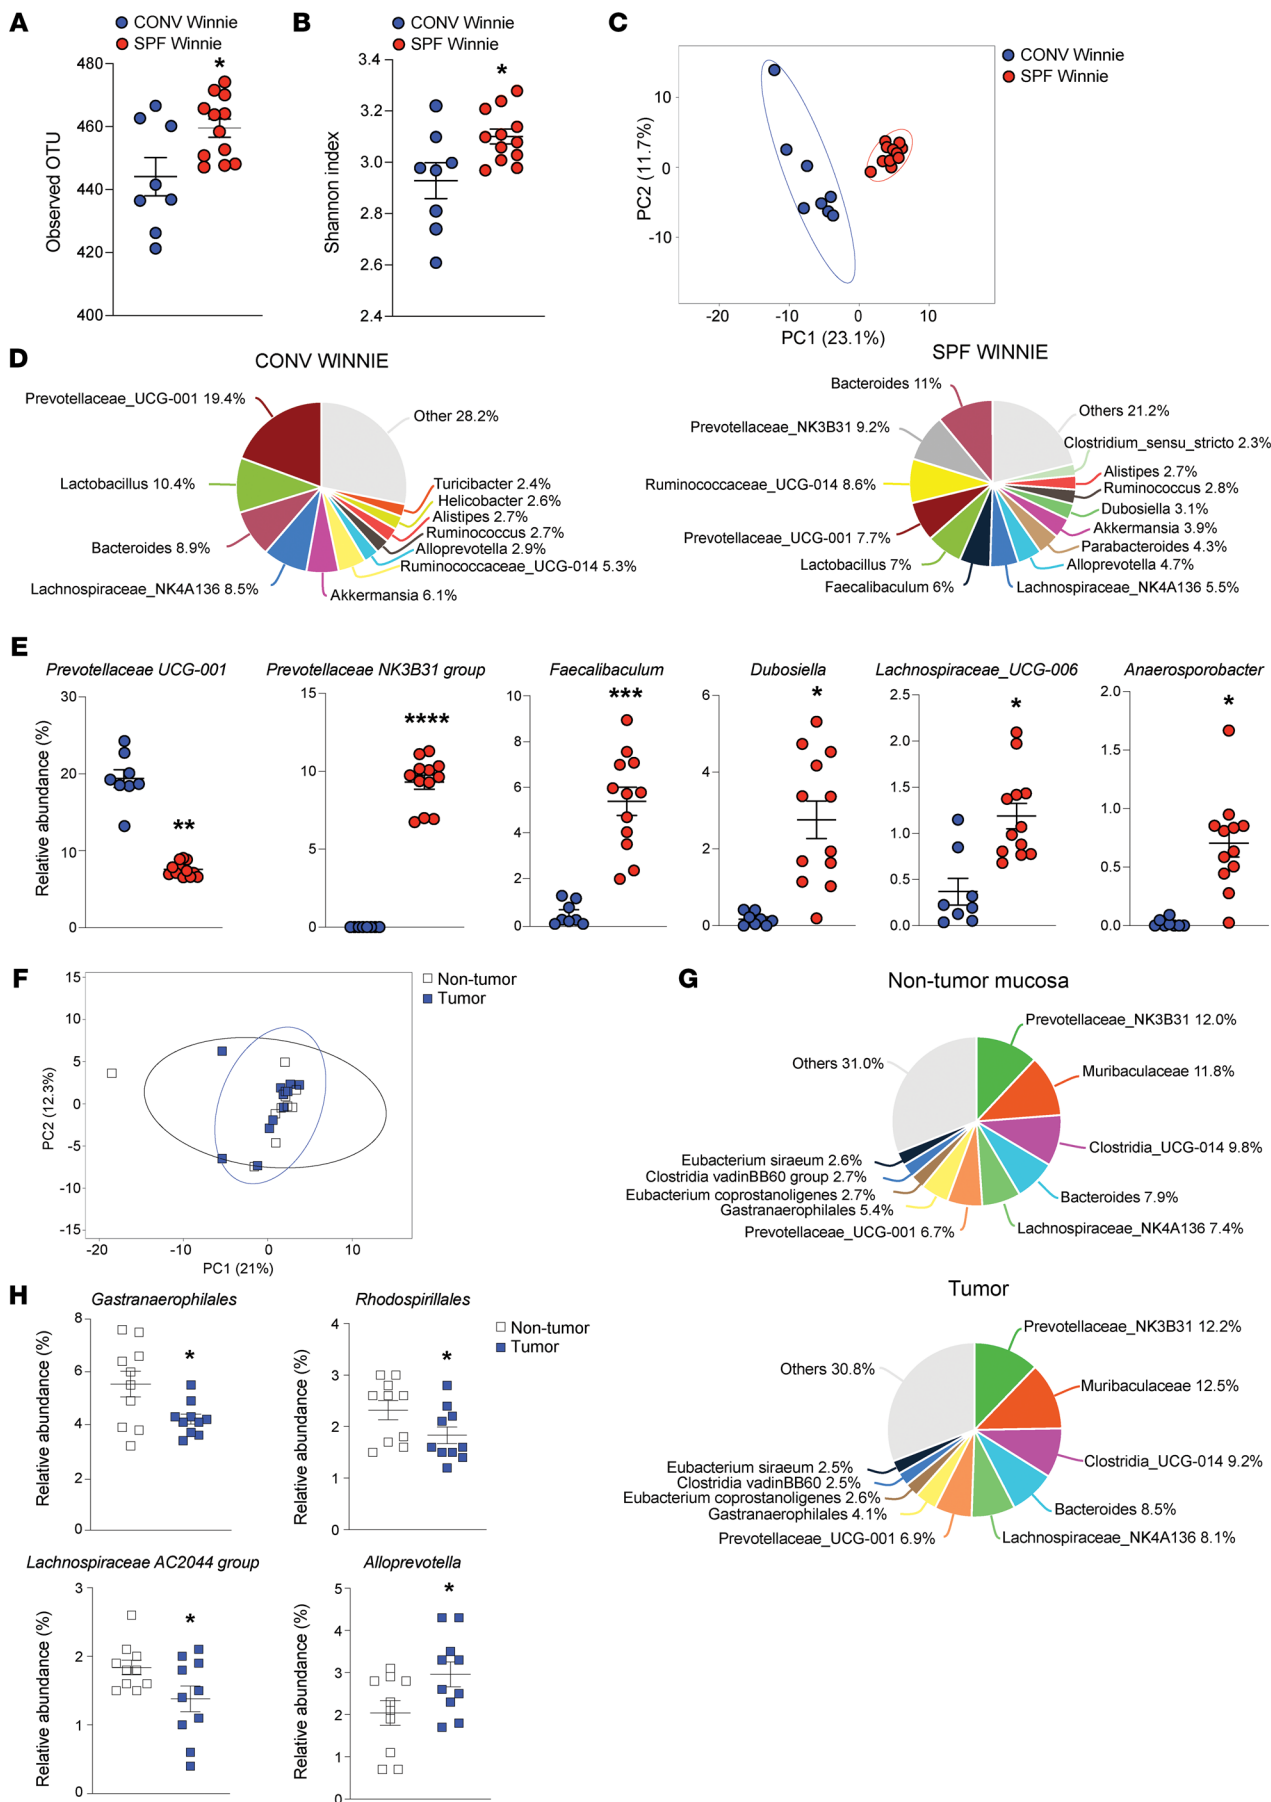 A
CONV Winnie
SPF Winnie
*
480
460
440
420
400
Observed OTU
B
CONV Winnie
SPF Winnie
*
3.4
3.2
3.0
2.8
2.6
2.4
Shannon index
C
CONV Winnie
SPF Winnie
10
0
-10
PC2 (11.7%)
-20
-10
0
10
PC1 (23.1%)
D
CONV WINNIE
Prevotellaceae_UCG-001 19.4%
Other 28.2%
Lactobacillus 10.4%
Turicibacter 2.4%
Helicobacter 2.6%
Alistipes 2.7%
Ruminococcus 2.7%
Bacteroides 8.9%
Alloprevotella 2.9%
Ruminococcaceae_UCG-014 5.3%
Lachnospiraceae_NK4A136 8.5%
Akkermansia 6.1%
SPF WINNIE
Bacteroides 11%
Others 21.2%
Prevotellaceae_NK3B31 9.2%
Clostridium_sensu_stricto 2.3%
Alistipes 2.7%
Ruminococcaceae_UCG-014 8.6%
Ruminococcus 2.8%
Dubosiella 3.1%
Akkermansia 3.9%
Prevotellaceae_UCG-001 7.7%
Parabacteroides 4.3%
Lactobacillus 7%
Alloprevotella 4.7%
Faecalibaculum 6%
Lachnospiraceae_NK4A136 5.5%
E
Prevotellaceae UCG-001
30
20
10
0
Relative abundance (%)
**
Prevotellaceae NK3B31 group
15
10
5
0
****
Faecalibaculum
10
8
6
4
2
0
***
Dubosiella
6
4
2
0
*
Lachnospiraceae_UCG-006
2.5
2.0
1.5
1.0
0.5
0.0
*
Anaerosporobacter
2.0
1.5
1.0
0.5
0.0
*
F
Non-tumor
Tumor
15
10
5
0
-5
-10
-15
PC2 (12.3%)
-20
-10
0
10
PC1 (21%)
G
Non-tumor mucosa
Prevotellaceae_NK3B31 12.0%
Others 31.0%
Muribaculaceae 11.8%
Clostridia_UCG-014 9.8%
Eubacterium siraeum 2.6%
Clostridia vadinBB60 group 2.7%
Eubacterium coprostanoligenes 2.7%
Bacteroides 7.9%
Gastranaerophilales 5.4%
Lachnospiraceae_NK4A136 7.4%
Prevotellaceae_UCG-001 6.7%
Tumor
Prevotellaceae_NK3B31 12.2%
Others 30.8%
Muribaculaceae 12.5%
Clostridia_UCG-014 9.2%
Eubacterium siraeum 2.5%
Clostridia vadinBB60 2.5%
Eubacterium coprostanoligenes 2.6%
Bacteroides 8.5%
Gastranaerophilales 4.1%
Prevotellaceae_UCG-001 6.9%
Lachnospiraceae_NK4A136 8.1%
H
Gastranaerophilales
8
6
4
2
0
Relative abundance (%)
*
Rhodospirillales
4
3
2
1
0
Relative abundance (%)
*
Non-tumor
Tumor
Lachnospiraceae AC2044 group
3
2
1
0
Relative abundance (%)
*
Alloprevotella
5
4
3
2
1
0
Relative abundance (%)
*